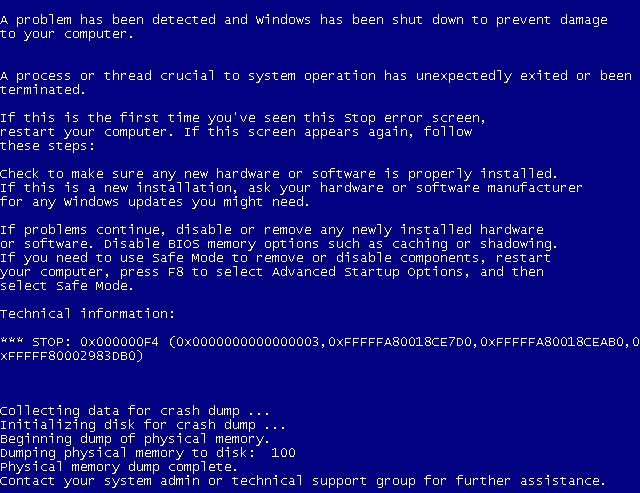 A problem has been detected and Windows has been shut down to prevent damage
to your computer.
A process or thread crucial to system operation has unexpectedly exited or been
terminated.
If this is the first time you've seen this Stop error screen,
restart your computer. If this screen appears again, follow
these steps:
Check to make sure any new hardware or software is properly installed.
If this is a new installation, ask your hardware or software manufacturer
for any Windows updates you might need.
If problems continue, disable or remove any newly installed hardware
or software. Disable BIOS memory options such as caching or shadowing.
If you need to use Safe Mode to remove or disable components, restart
your computer, press F8 to select Advanced Startup Options, and then
select Safe Mode.
Technical information:
*** STOP: 0x000000F4 (0x0000000000000003,0xFFFFFA80018CE7D0,0xFFFFFA80018CEAB0,0
xFFFFF80002983DB0)
Collecting data for crash dump ...
Initializing disk for crash dump ...
Beginning dump of physical memory.
Dumping physical memory to disk:  100
Physical memory dump complete.
Contact your system admin or technical support group for further assistance.